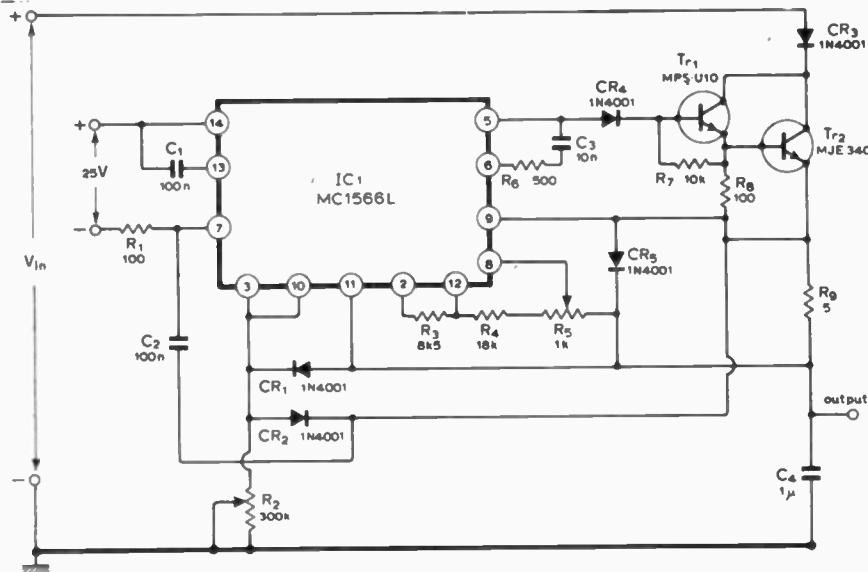 +
CR3
1N4001
Tr1
MPS-U10
CR4
1N4001
Tr2
MJE340
+
25V
-
C1
100n
14
13
7
IC1
MC1566L
5
6
9
8
C3
10n
R6 500
R7 10k
R8
100
R1
100
Vin
CR5
1N4001
R9
5
3
10
11
2
12
R3
8k5
R4
18k
R5
1k
C2
100n
CR1 1N4001
CR2 1N4001
output
C4
1μ
-
R2
300k